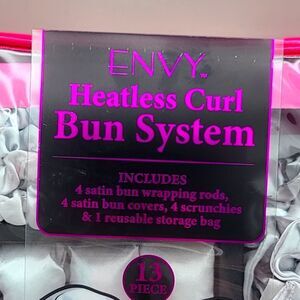 ENVY™
Heatless Curl
Bun System
INCLUDES
4 satin bun wrapping rods,
4 satin bun covers, 4 scrunchies
& 1 reusable storage bag
13
PIECE